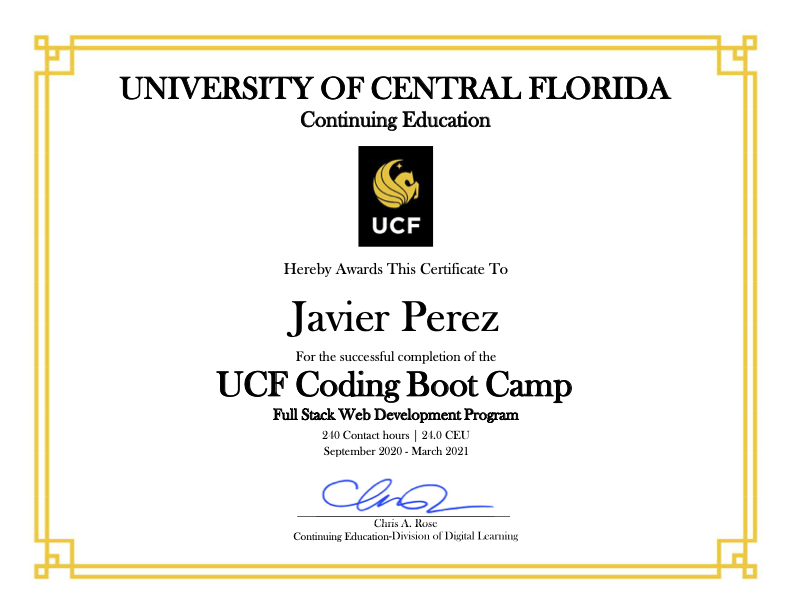 UNIVERSITY OF CENTRAL FLORIDA
Continuing Education
UCF
Hereby Awards This Certificate To
Javier Perez
For the successful completion of the
UCF Coding Boot Camp
Full Stack Web Development Program
240 Contact hours | 24.0 CEU
September 2020 - March 2021
Chris A. Rose
Continuing Education-Division of Digital Learning